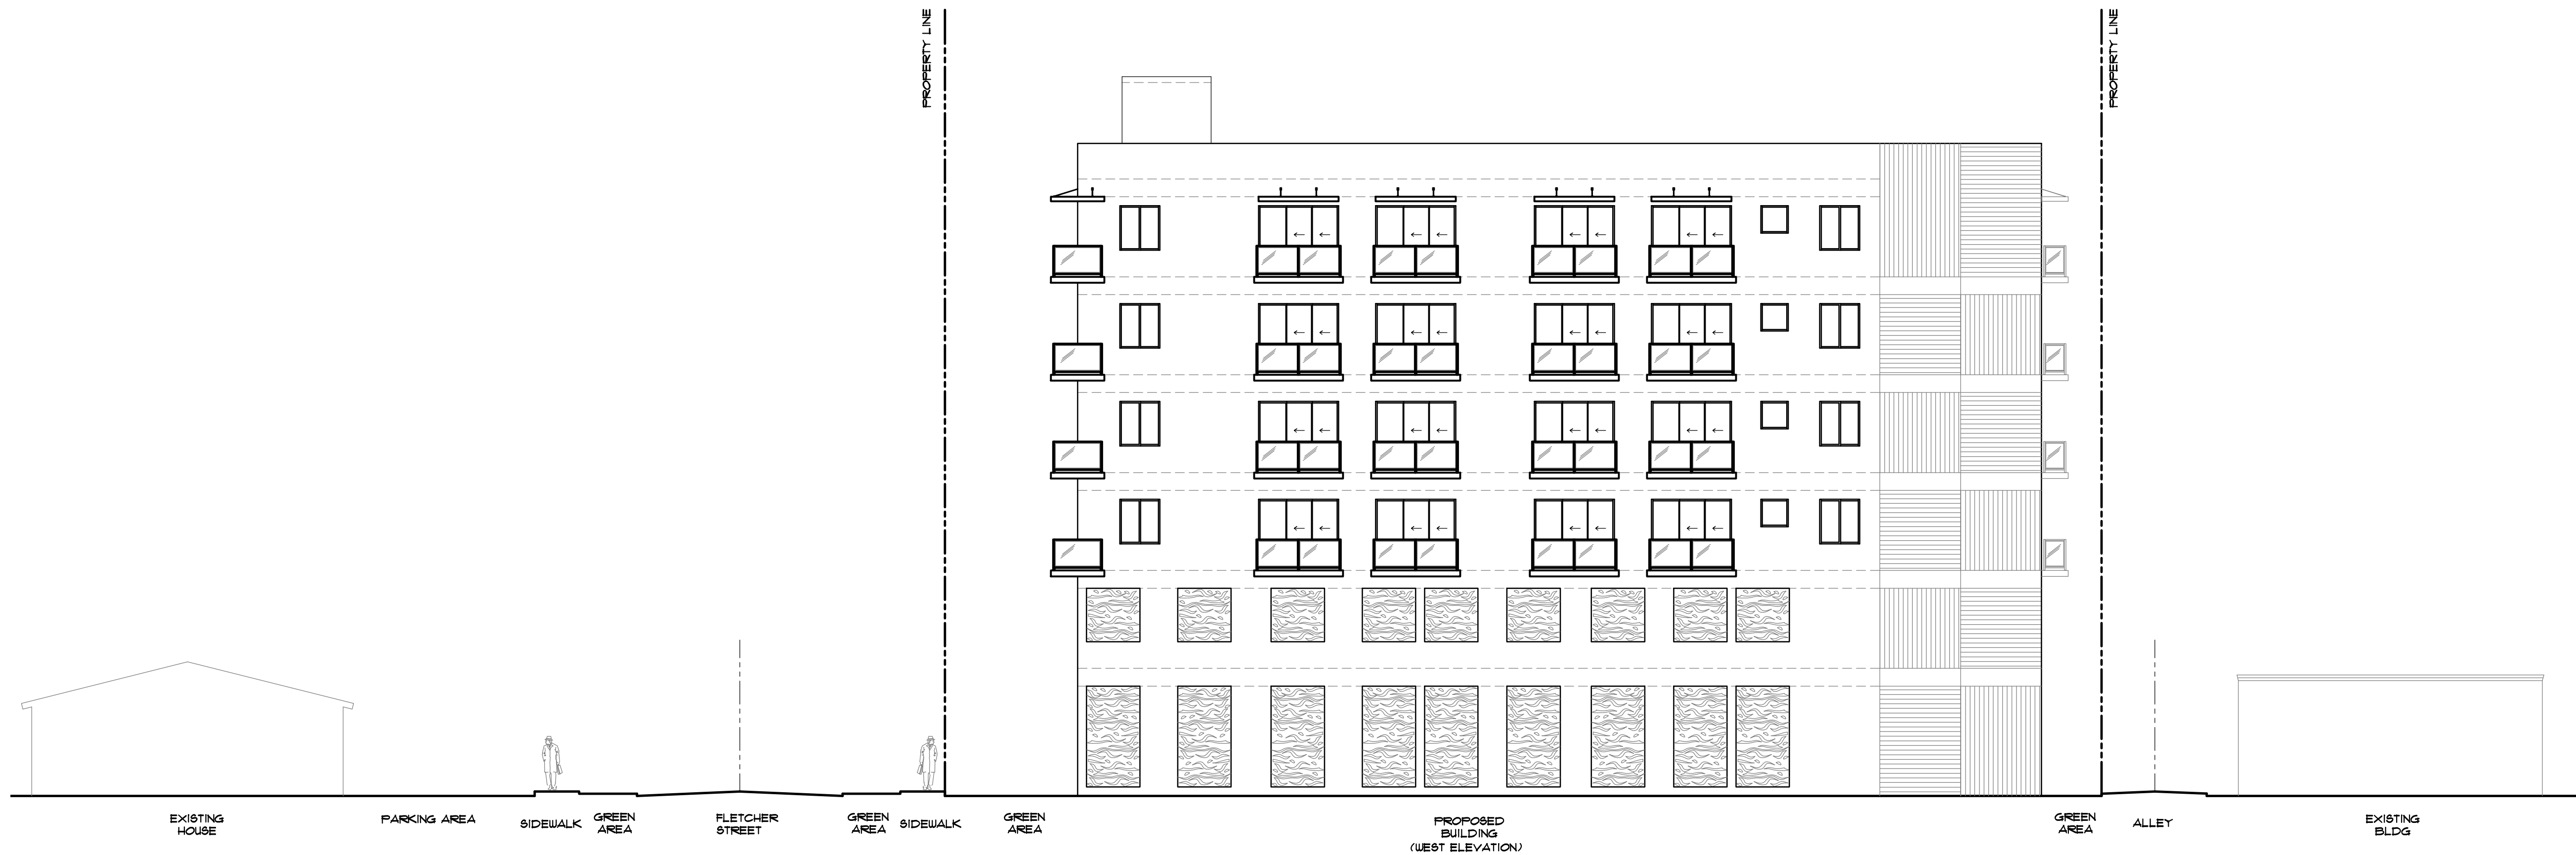 PROPERTY LINE
PROPERTY LINE
EXISTING
HOUSE
PARKING AREA
SIDEWALK
GREEN
AREA
FLETCHER
STREET
GREEN
AREA
SIDEWALK
GREEN
AREA
PROPOSED
BUILDING
(WEST ELEVATION)
GREEN
AREA
ALLEY
EXISTING
BLDG